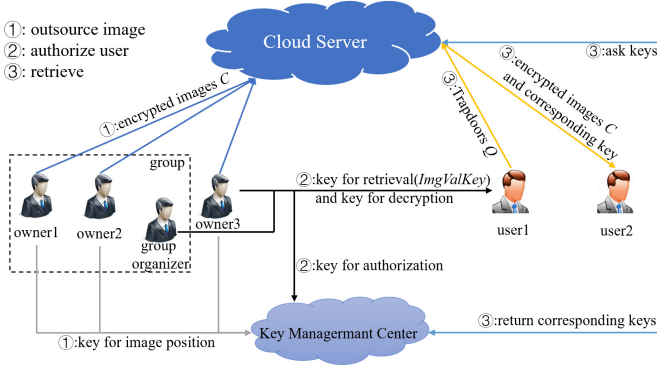 ①: outsource image
②: authorize user
③: retrieve
Cloud Server
③:ask keys
①:encrypted images C
③:Trapdoors Q
③:encrypted images C
and corresponding key
group
②:key for retrieval(ImgValKey)
and key for decryption
owner1
owner2
owner3
group
organizer
user1
user2
②:key for authorization
①:key for image position
Key Managermant Center
③:return corresponding keys